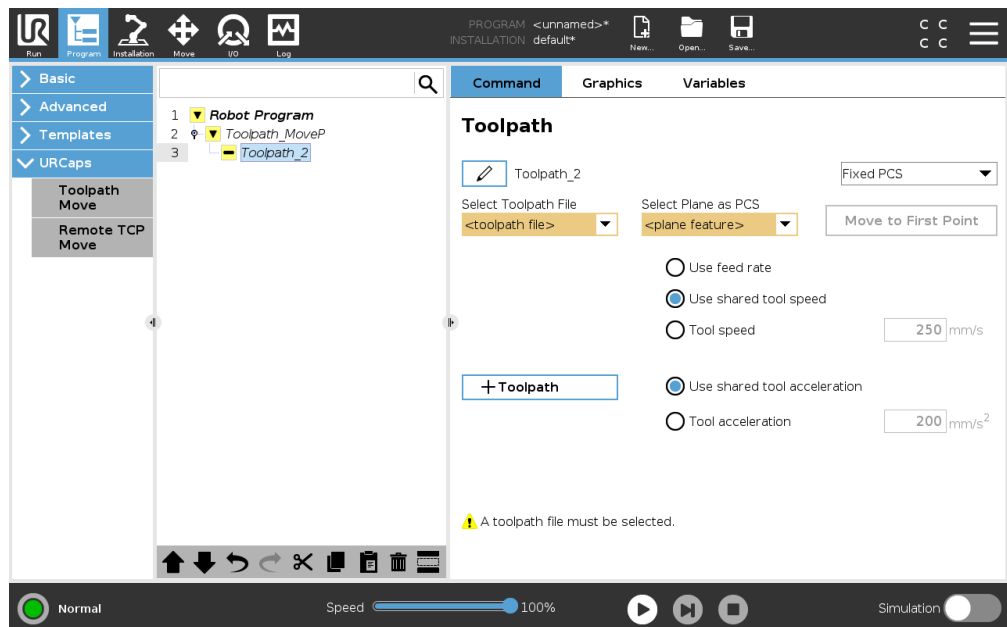 PROGRAM <unnamed>*
INSTALLATION default*
UR
Run
Program
Installation
Move
I/O
Log
New...
Open...
Save...
C C
C C
Basic
Advanced
Templates
URCaps
Toolpath
Move
Remote TCP
Move
1 Robot Program
2 Toolpath_MoveP
3 Toolpath_2
Command Graphics Variables
Toolpath
Toolpath_2
Fixed PCS
Select Toolpath File
<toolpath file>
Select Plane as PCS
<plane feature>
Move to First Point
Use feed rate
Use shared tool speed
Tool speed 250 mm/s
+Toolpath
Use shared tool acceleration
Tool acceleration 200 mm/s²
A toolpath file must be selected.
Normal
Speed 100%
Simulation